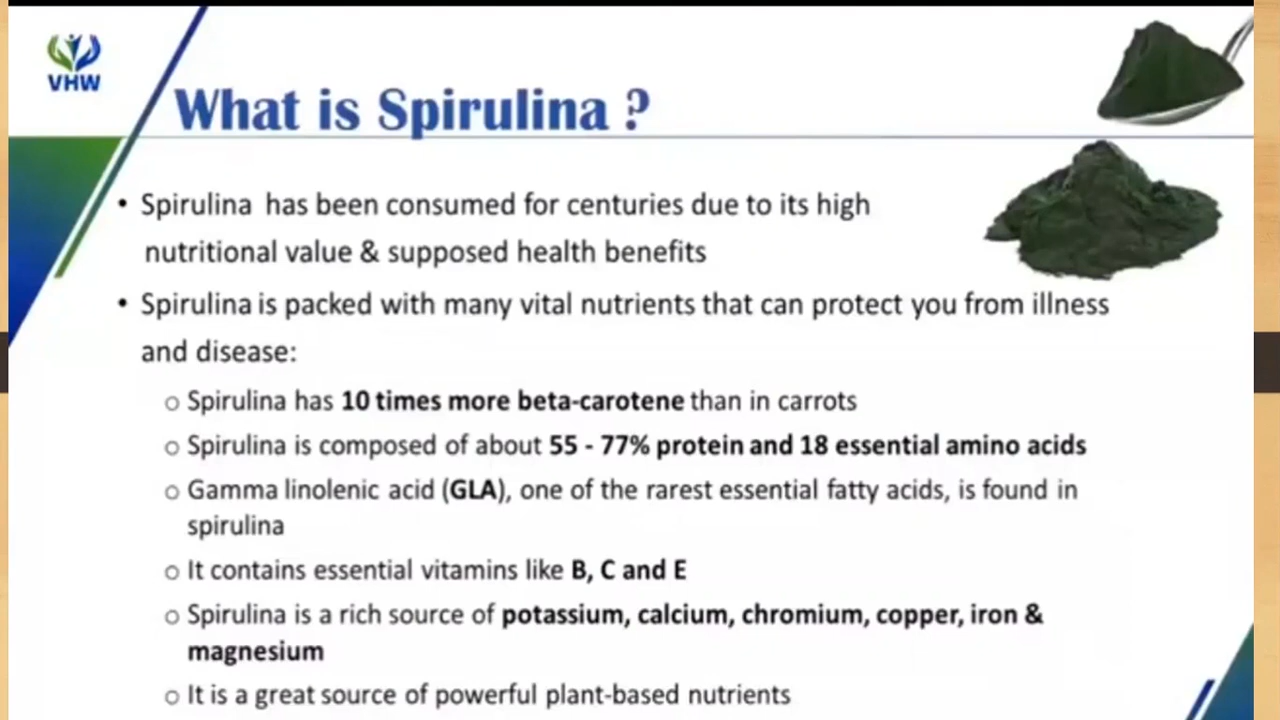 VHW
What is Spirulina ?
• Spirulina has been consumed for centuries due to its high
nutritional value & supposed health benefits
• Spirulina is packed with many vital nutrients that can protect you from illness
and disease:
o Spirulina has 10 times more beta-carotene than in carrots
o Spirulina is composed of about 55 - 77% protein and 18 essential amino acids
o Gamma linolenic acid (GLA), one of the rarest essential fatty acids, is found in
spirulina
o It contains essential vitamins like B, C and E
o Spirulina is a rich source of potassium, calcium, chromium, copper, iron &
magnesium
o It is a great source of powerful plant-based nutrients